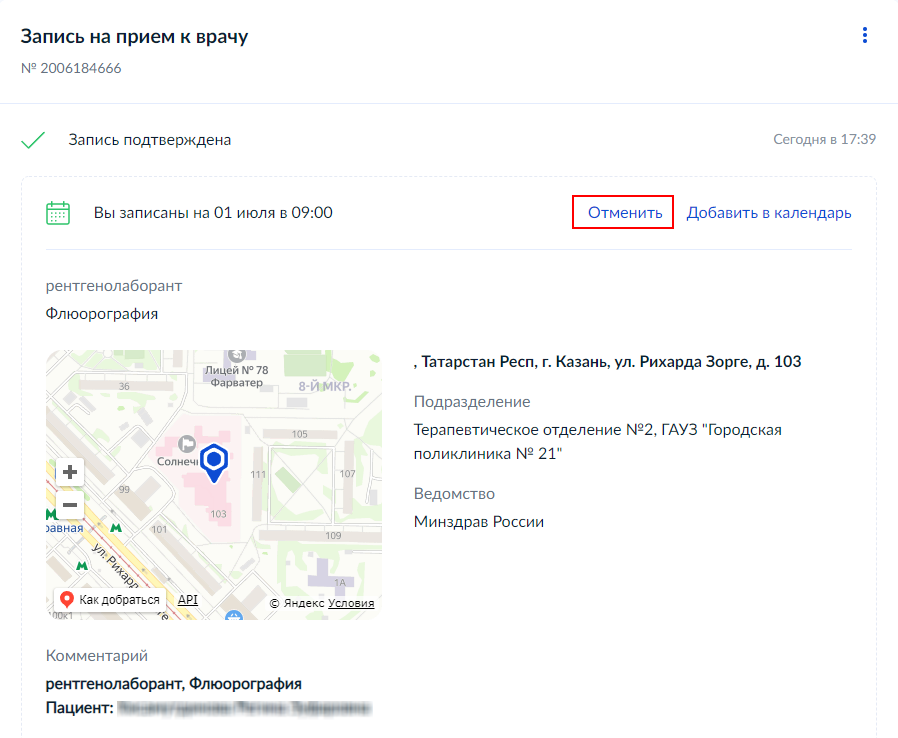 Запись на прием к врачу
№ 2006184666
Запись подтверждена
Сегодня в 17:39
Вы записаны на 01 июля в 09:00
Отменить
Добавить в календарь
рентгенолаборант
Флюорография
, Татарстан Респ, г. Казань, ул. Рихарда Зорге, д. 103
Подразделение
Терапевтическое отделение №2, ГАУЗ "Городская
поликлиника № 21"
Ведомство
Минздрав России
Лицей № 78
Фарватер
8-Й МКР.
36
105
Солнечн
111
107
99
103
101
109
равная
ул. Рихард
1А
100к1
Как добраться
API
© Яндекс Условия
Комментарий
рентгенолаборант, Флюорография
Пациент: